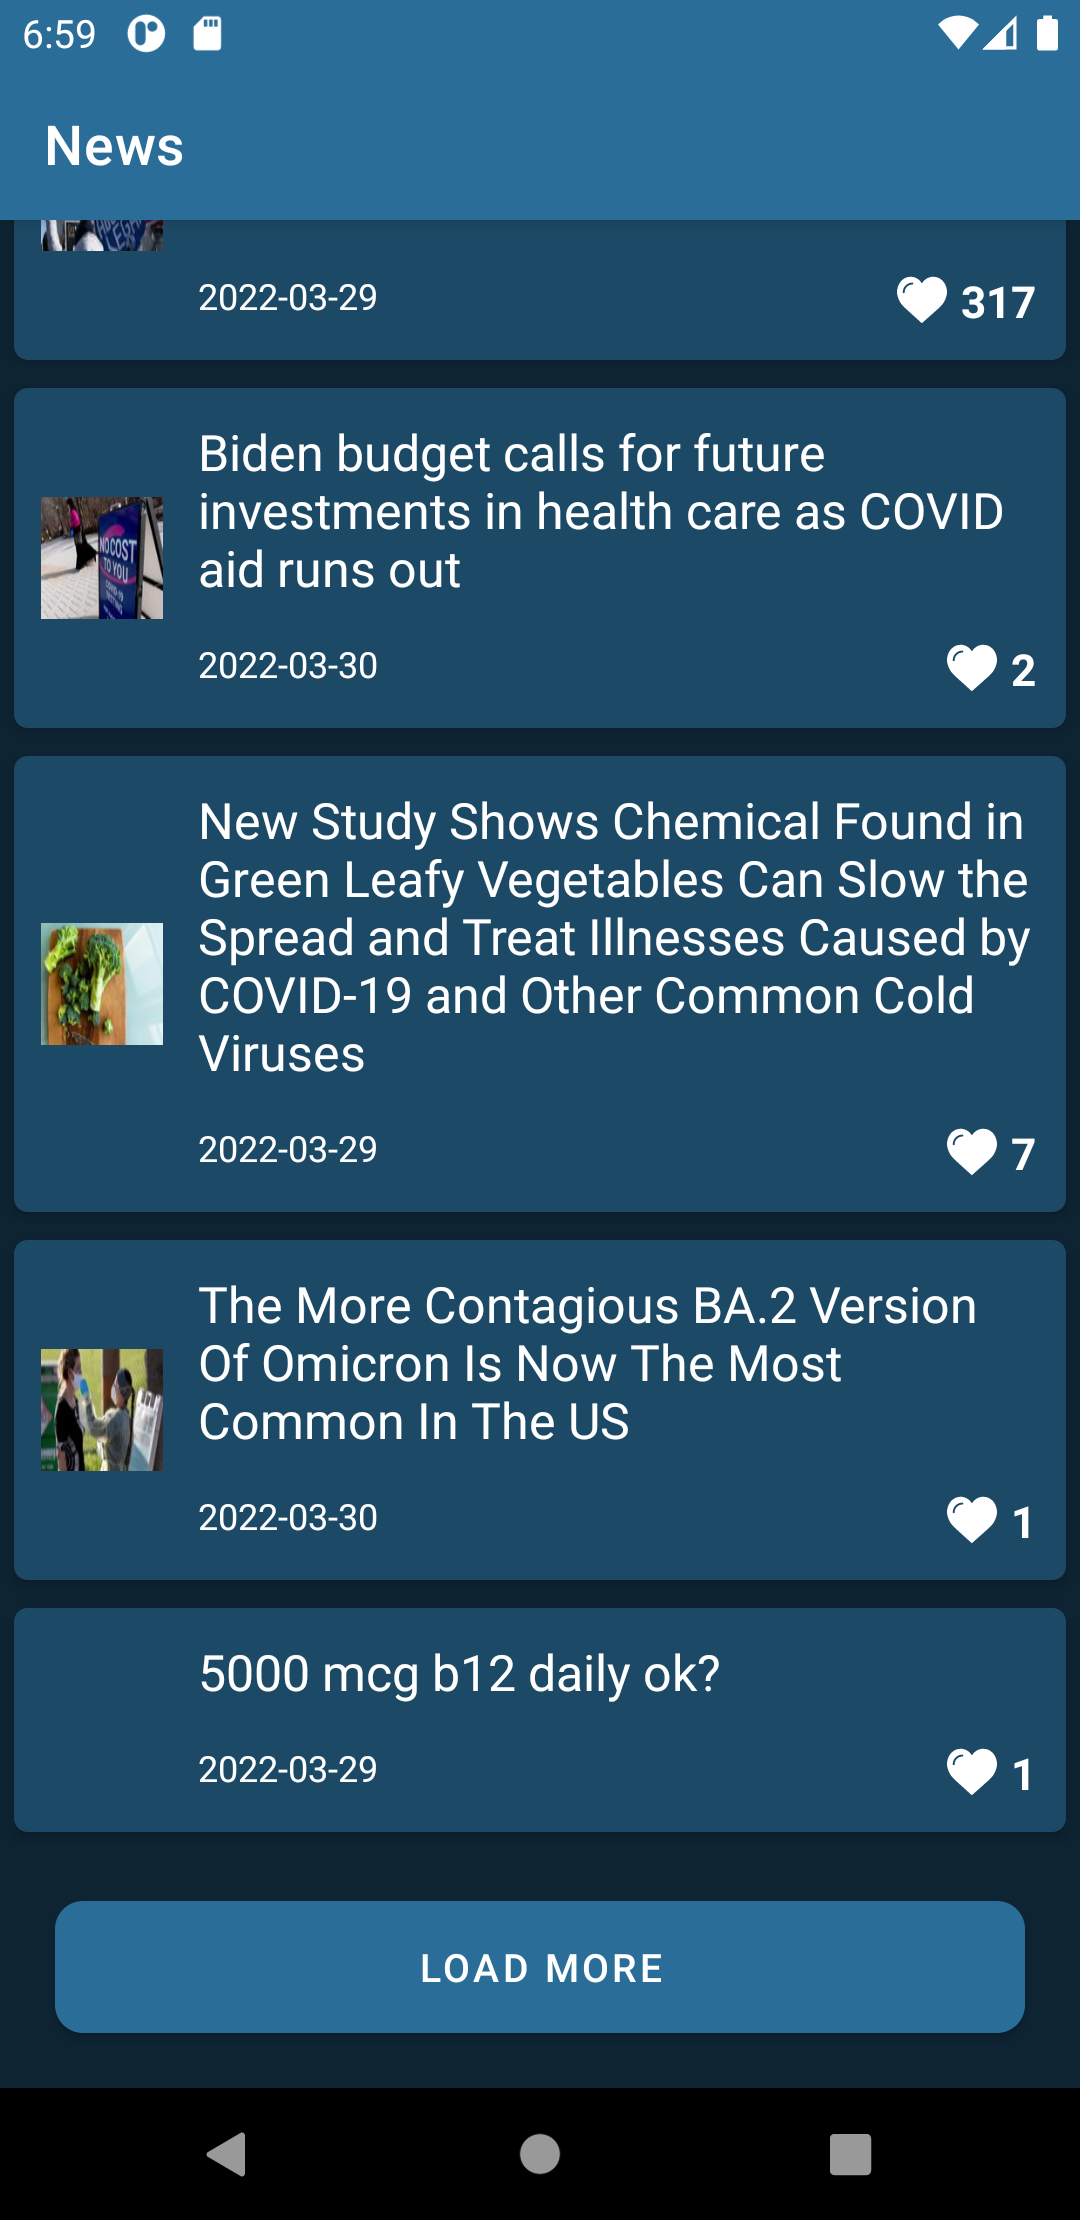 6:59
News
2022-03-29
317
Biden budget calls for future
investments in health care as COVID
aid runs out
NO COST
TO YOU
2022-03-30
2
New Study Shows Chemical Found in
Green Leafy Vegetables Can Slow the
Spread and Treat Illnesses Caused by
COVID-19 and Other Common Cold
Viruses
2022-03-29
7
The More Contagious BA.2 Version
Of Omicron Is Now The Most
Common In The US
2022-03-30
1
5000 mcg b12 daily ok?
2022-03-29
1
LOAD MORE